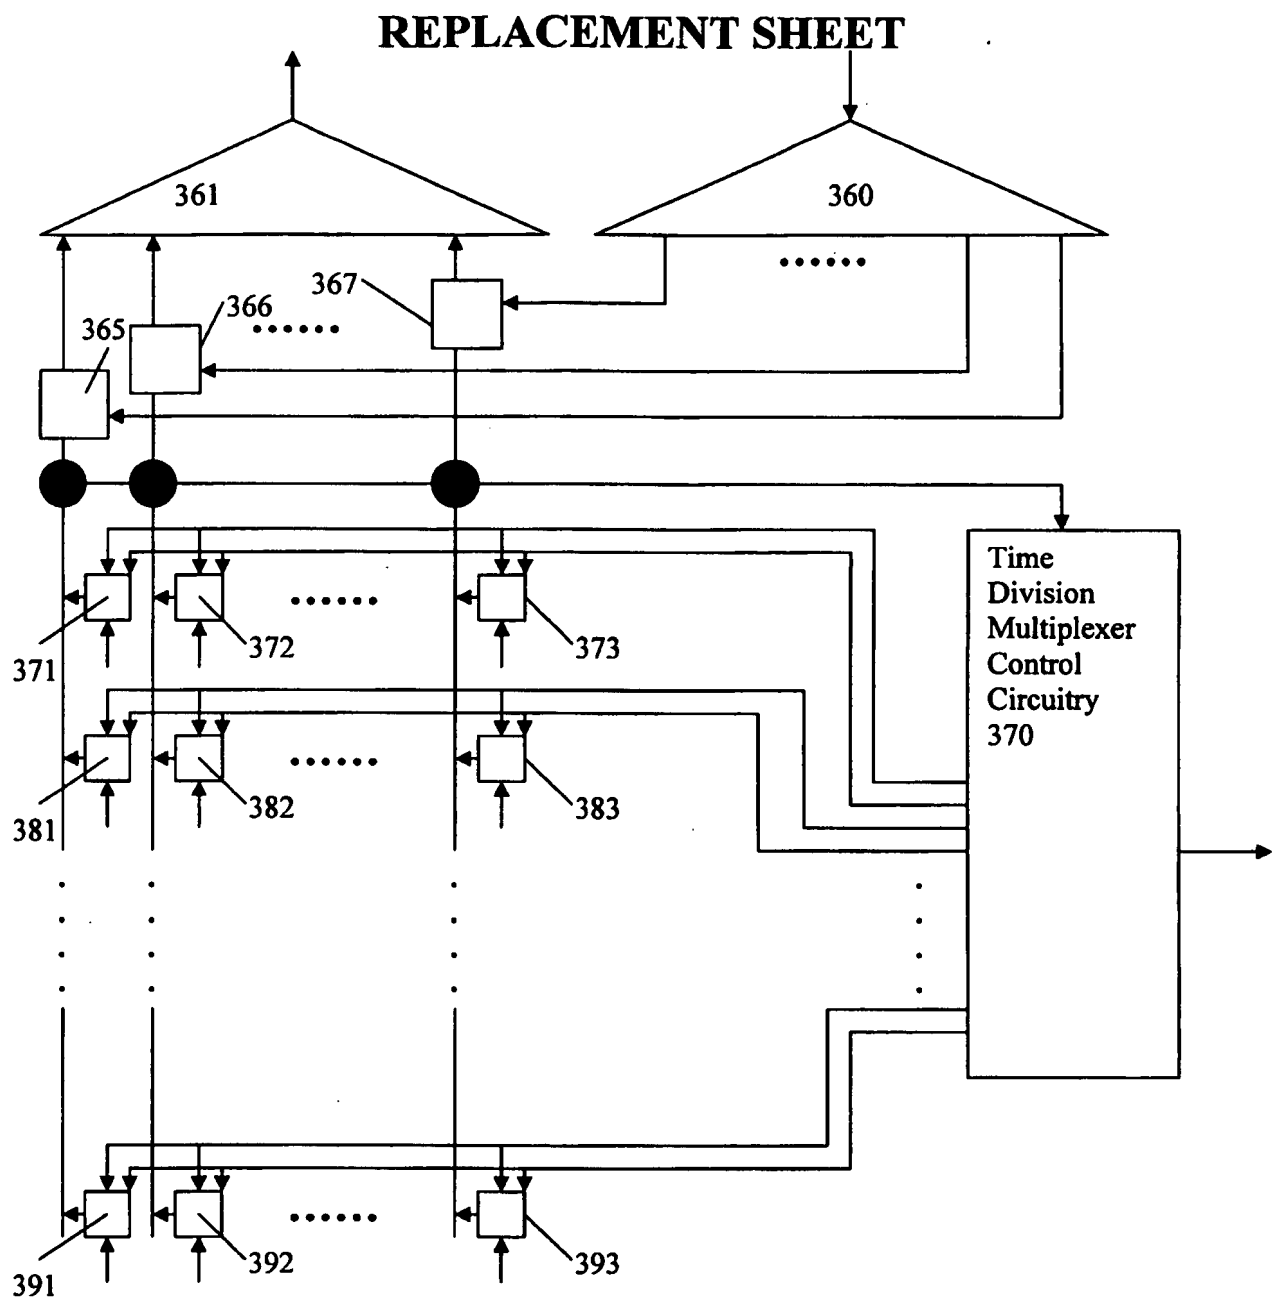 REPLACEMENT SHEET
361
360
367
366
365
Time
Division
Multiplexer
Control
Circuitry
370
371
372
373
381
382
383
391
392
393